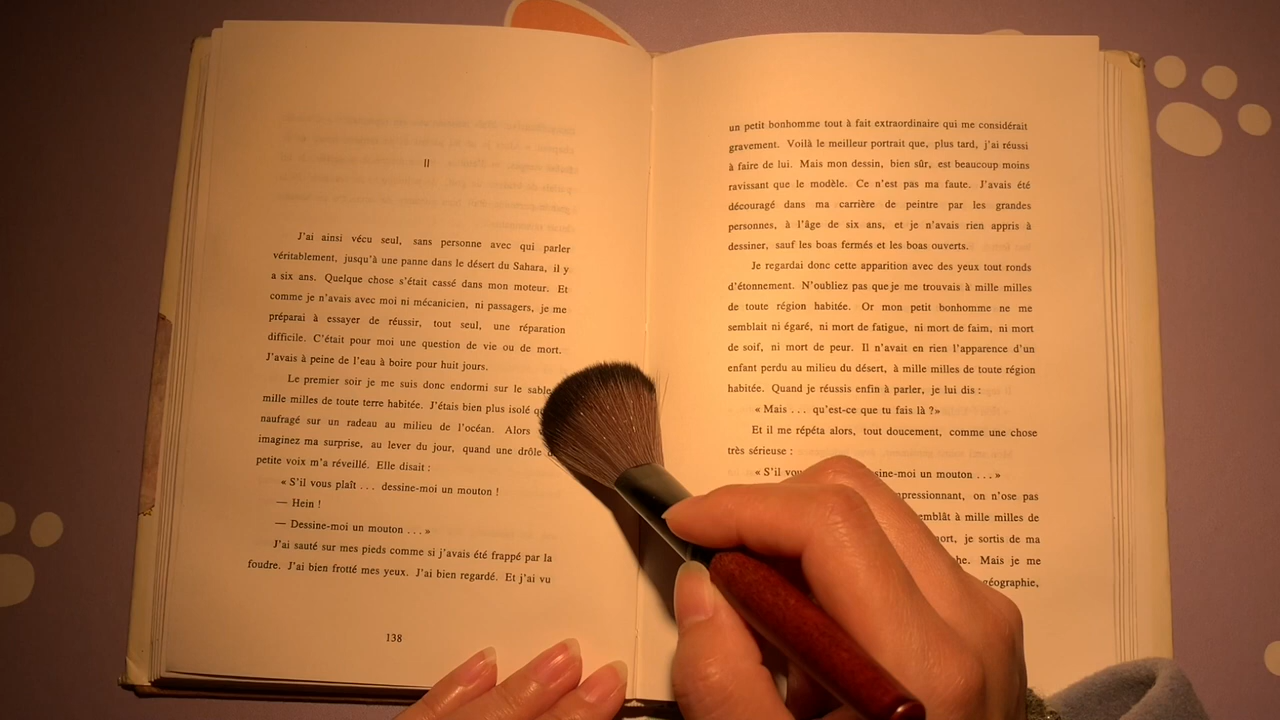 II
J'ai ainsi vécu seul, sans personne avec qui parler
véritablement, jusqu'à une panne dans le désert du Sahara, il y
a six ans. Quelque chose s'était cassé dans mon moteur. Et
comme je n'avais avec moi ni mécanicien, ni passagers, je me
préparai à essayer de réussir, tout seul, une réparation
difficile. C'était pour moi une question de vie ou de mort.
J'avais à peine de l'eau à boire pour huit jours.
Le premier soir je me suis donc endormi sur le sable
mille milles de toute terre habitée. J'étais bien plus isolé
naufragé sur un radeau au milieu de l'océan. Alors
imaginez ma surprise, au lever du jour, quand une drôle
petite voix m'a réveillé. Elle disait :
« S'il vous plaît ... dessine-moi un mouton !
— Hein !
— Dessine-moi un mouton ... »
J'ai sauté sur mes pieds comme si j'avais été frappé par la
foudre. J'ai bien frotté mes yeux. J'ai bien regardé. Et j'ai vu
138
un petit bonhomme tout à fait extraordinaire qui me considérait
gravement. Voilà le meilleur portrait que, plus tard, j'ai réussi
à faire de lui. Mais mon dessin, bien sûr, est beaucoup moins
ravissant que le modèle. Ce n'est pas ma faute. J'avais été
découragé dans ma carrière de peintre par les grandes
personnes, à l'âge de six ans, et je n'avais rien appris à
dessiner, sauf les boas fermés et les boas ouverts.
Je regardai donc cette apparition avec des yeux tout ronds
d'étonnement. N'oubliez pas que je me trouvais à mille milles
de toute région habitée. Or mon petit bonhomme ne me
semblait ni égaré, ni mort de fatigue, ni mort de faim, ni mort
de soif, ni mort de peur. Il n'avait en rien l'apparence d'un
enfant perdu au milieu du désert, à mille milles de toute région
habitée. Quand je réussis enfin à parler, je lui dis :
« Mais ... qu'est-ce que tu fais là ?»
Et il me répéta alors, tout doucement, comme une chose
très sérieuse :
« S'il dessine-moi un mouton ... »
impressionnant, on n'ose pas
à mille milles de
je sortis de ma
Mais je me
géographie,